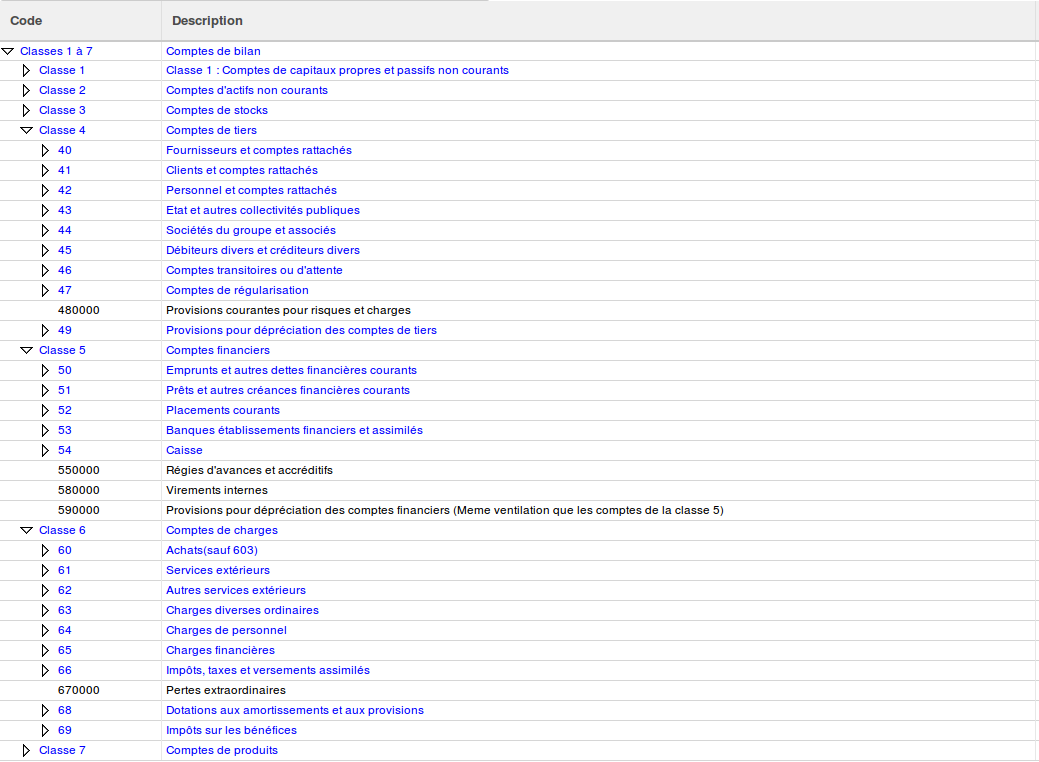 Code Description
Classes 1 à 7 Comptes de bilan
Classe 1 Classe 1 : Comptes de capitaux propres et passifs non courants
Classe 2 Comptes d'actifs non courants
Classe 3 Comptes de stocks
Classe 4 Comptes de tiers
40 Fournisseurs et comptes rattachés
41 Clients et comptes rattachés
42 Personnel et comptes rattachés
43 Etat et autres collectivités publiques
44 Sociétés du groupe et associés
45 Débiteurs divers et créditeurs divers
46 Comptes transitoires ou d'attente
47 Comptes de régularisation
480000 Provisions courantes pour risques et charges
49 Provisions pour dépréciation des comptes de tiers
Classe 5 Comptes financiers
50 Emprunts et autres dettes financières courants
51 Prêts et autres créances financières courants
52 Placements courants
53 Banques établissements financiers et assimilés
54 Caisse
550000 Régies d'avances et accréditifs
580000 Virements internes
590000 Provisions pour dépréciation des comptes financiers (Meme ventilation que les comptes de la classe 5)
Classe 6 Comptes de charges
60 Achats(sauf 603)
61 Services extérieurs
62 Autres services extérieurs
63 Charges diverses ordinaires
64 Charges de personnel
65 Charges financières
66 Impôts, taxes et versements assimilés
670000 Pertes extraordinaires
68 Dotations aux amortissements et aux provisions
69 Impôts sur les bénéfices
Classe 7 Comptes de produits